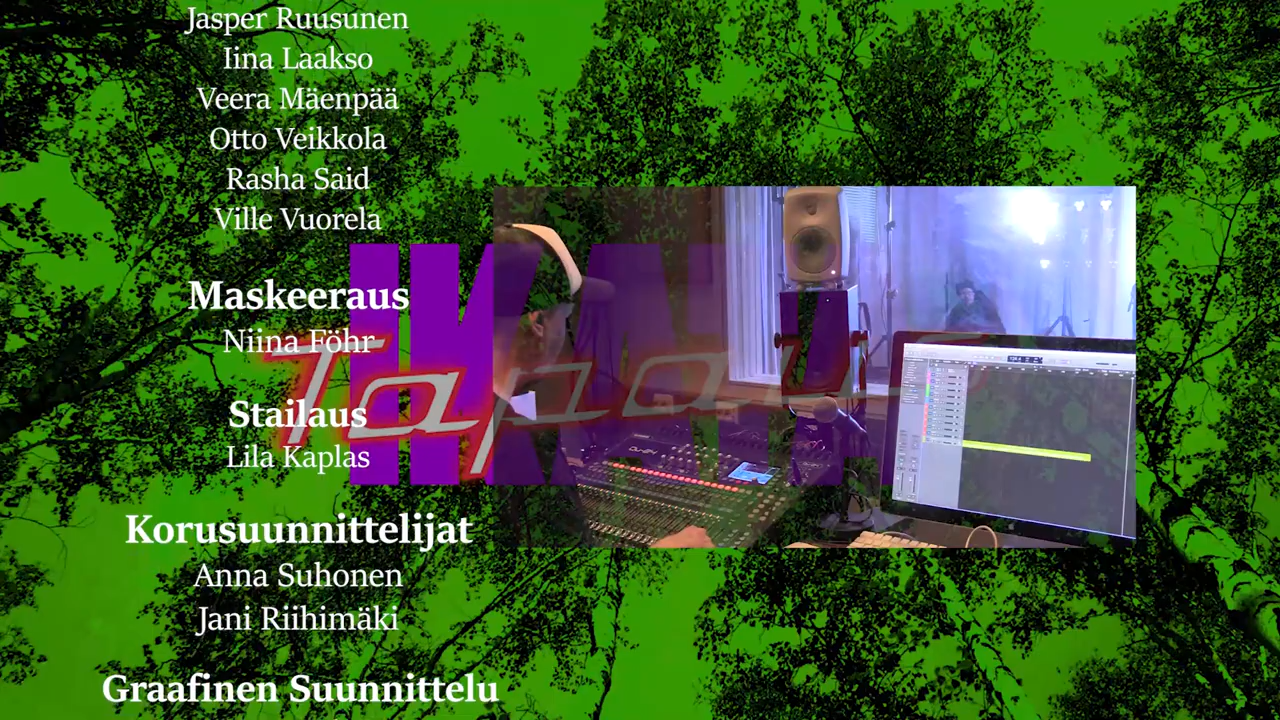 Jasper Ruusunen
Iina Laakso
Veera Mäenpää
Otto Veikkola
Rasha Said
Ville Vuorela
Maskeeraus
Niina Föhr
Tapaus
Stailaus
Lila Kaplas
Korusuunnittelijat
Anna Suhonen
Jani Riihimäki
Graafinen Suunnittelu